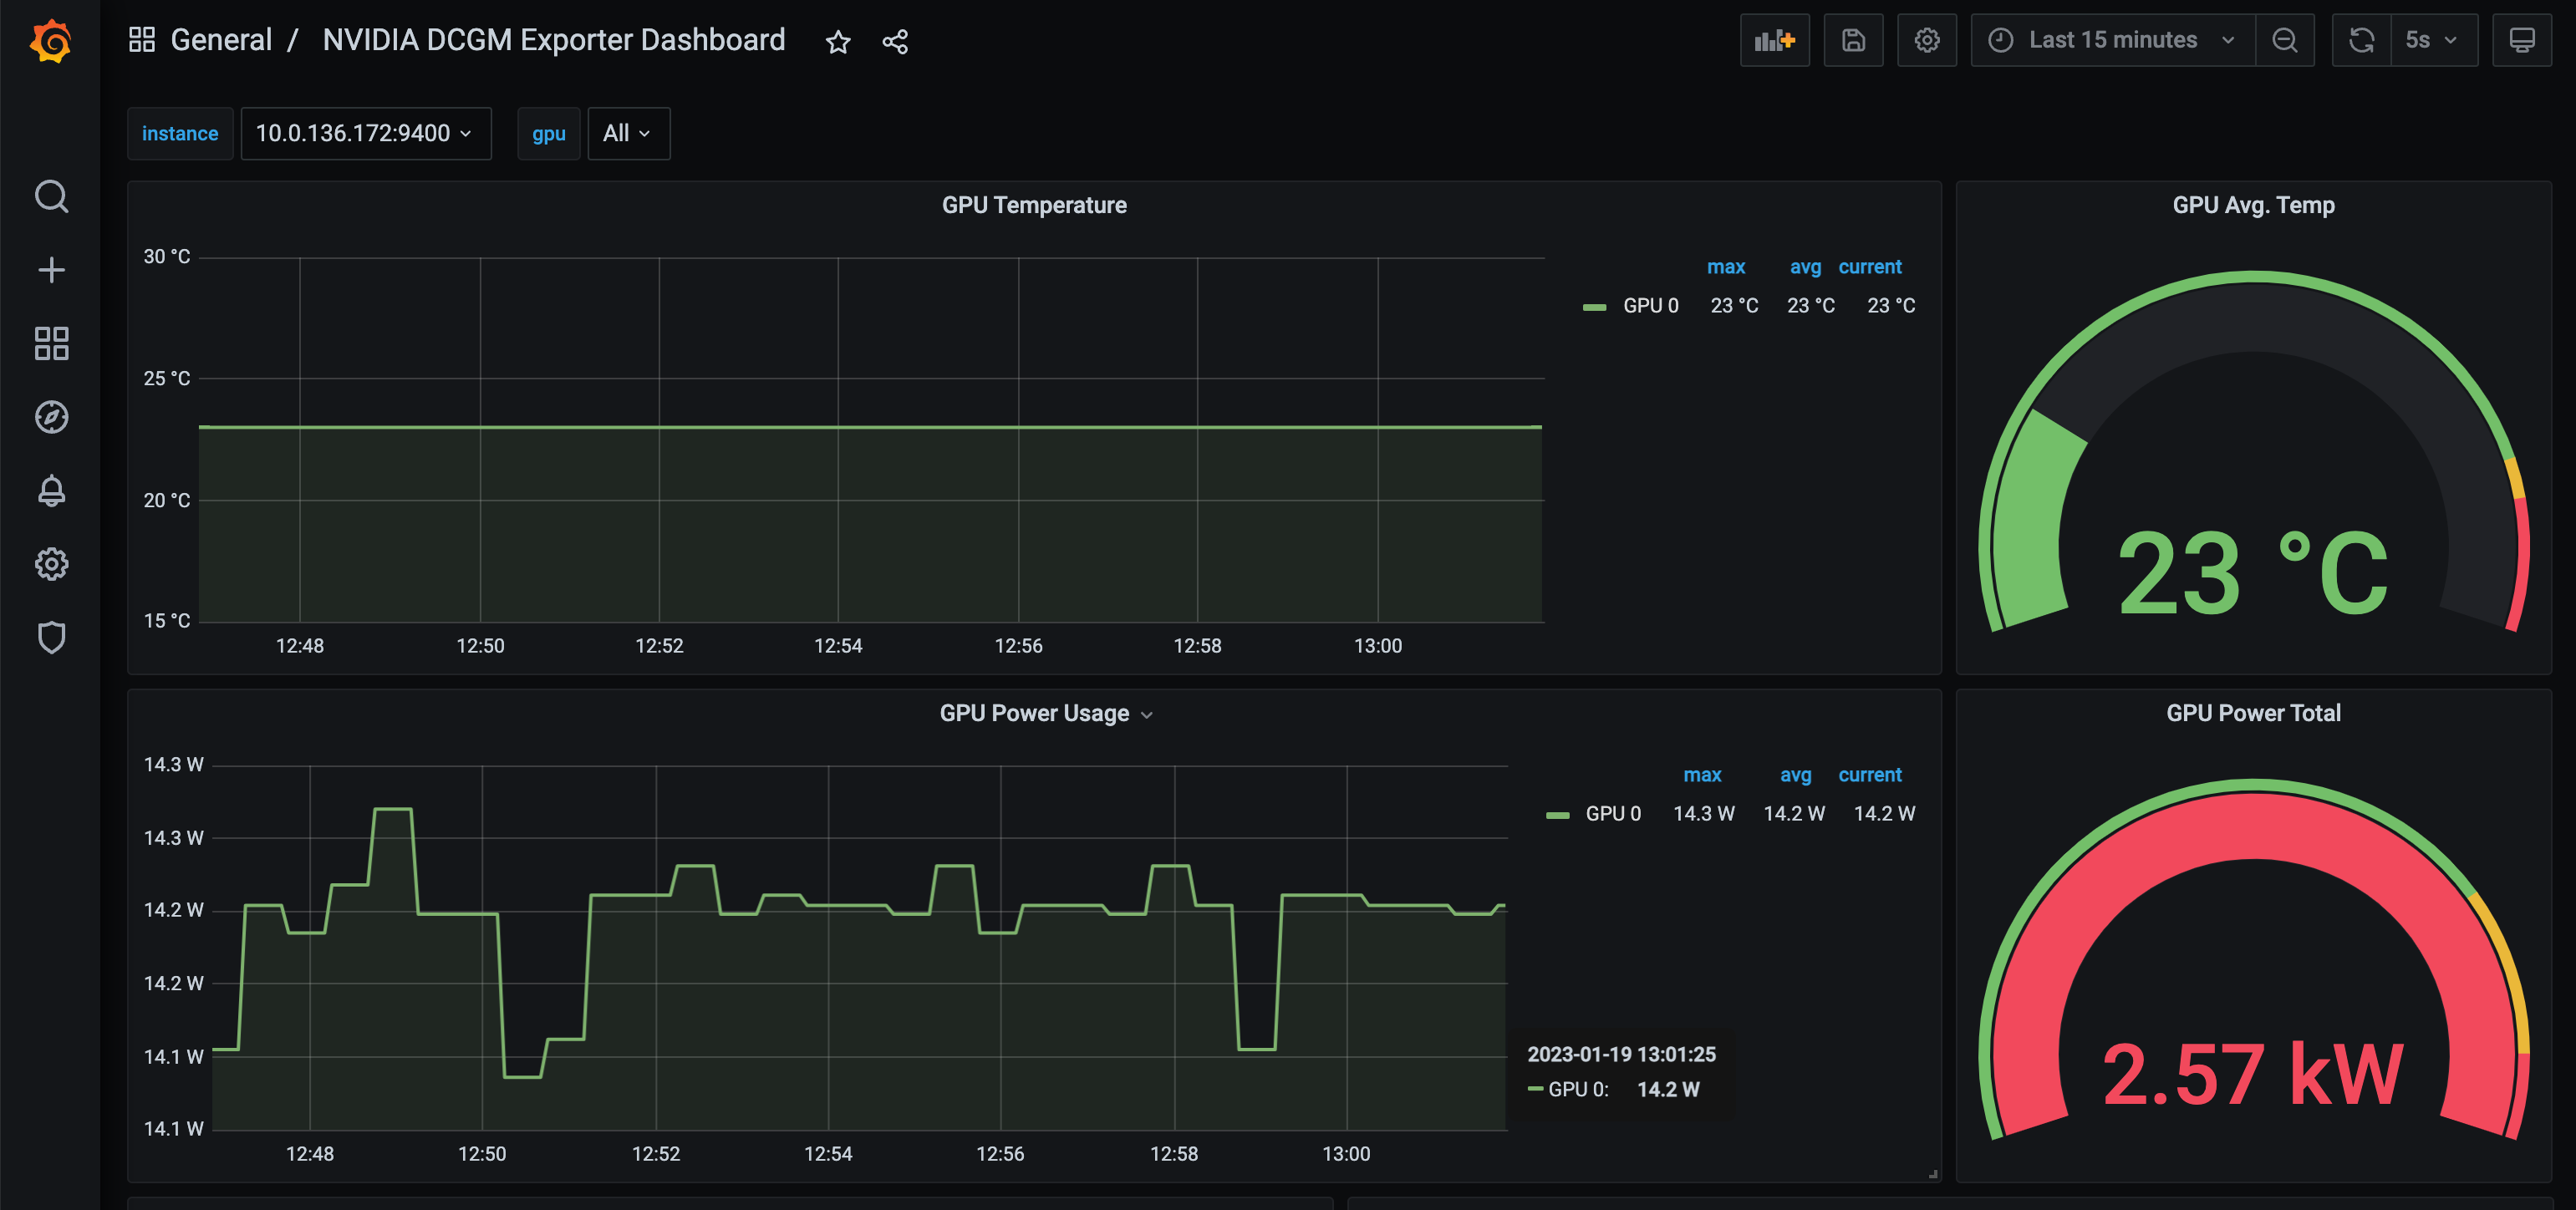 General / NVIDIA DCGM Exporter Dashboard
Last 15 minutes
5s
instance 10.0.136.172:9400 gpu All
GPU Temperature
30 °C
25 °C
20 °C
15 °C
12:48 12:50 12:52 12:54 12:56 12:58 13:00
max avg current
GPU 0 23 °C 23 °C 23 °C
GPU Avg. Temp
23 °C
GPU Power Usage
14.3 W
14.3 W
14.2 W
14.2 W
14.1 W
14.1 W
12:48 12:50 12:52 12:54 12:56 12:58 13:00
max avg current
GPU 0 14.3 W 14.2 W 14.2 W
2023-01-19 13:01:25
GPU 0: 14.2 W
GPU Power Total
2.57 kW